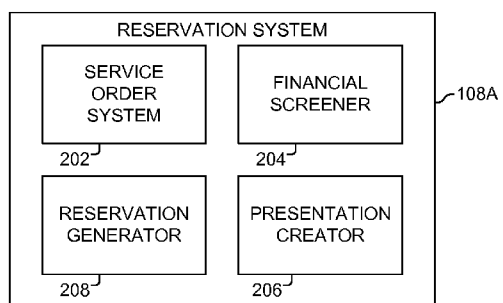 RESERVATION SYSTEM
SERVICE
ORDER
SYSTEM
202
FINANCIAL
SCREENER
204
108A
RESERVATION
GENERATOR
208
PRESENTATION
CREATOR
206